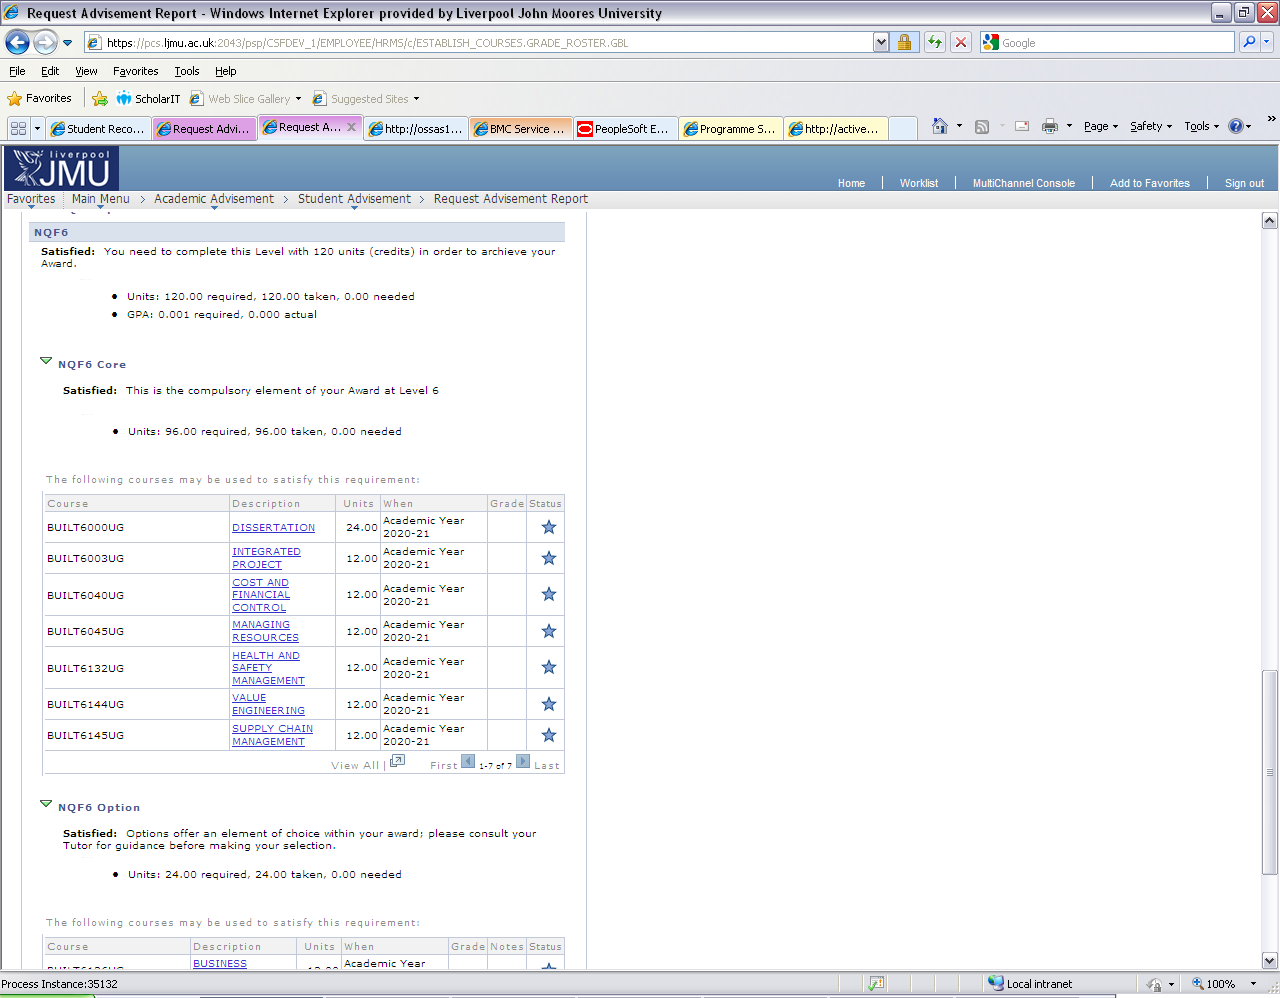 Request Advisement Report - Windows Internet Explorer provided by Liverpool John Moores University
https://pcs.ljmu.ac.uk:2043/psp/CSFDEV_1/EMPLOYEE/HRMS/c/ESTABLISH_COURSES.GRADE_ROSTER.GBL
Google
File Edit View Favorites Tools Help
Favorites ScholarIT Web Slice Gallery Suggested Sites
Student Reco... Request Advi... Request A... http://ossas1... BMC Service ... PeopleSoft E... Programme S... http://active...
Page Safety Tools
liverpool
JMU
Home Worklist MultiChannel Console Add to Favorites Sign out
Favorites Main Menu > Academic Advisement > Student Advisement > Request Advisement Report
NQF6
Satisfied: You need to complete this Level with 120 units (credits) in order to archieve your
Award.
Units: 120.00 required, 120.00 taken, 0.00 needed
GPA: 0.001 required, 0.000 actual
NQF6 Core
Satisfied: This is the compulsory element of your Award at Level 6
Units: 96.00 required, 96.00 taken, 0.00 needed
The following courses may be used to satisfy this requirement:
Course Description Units When Grade Status
BUILT6000UG DISSERTATION 24.00 Academic Year
2020-21
BUILT6003UG INTEGRATED
PROJECT 12.00 Academic Year
2020-21
BUILT6040UG COST AND
FINANCIAL
CONTROL 12.00 Academic Year
2020-21
BUILT6045UG MANAGING
RESOURCES 12.00 Academic Year
2020-21
BUILT6132UG HEALTH AND
SAFETY
MANAGEMENT 12.00 Academic Year
2020-21
BUILT6144UG VALUE
ENGINEERING 12.00 Academic Year
2020-21
BUILT6145UG SUPPLY CHAIN
MANAGEMENT 12.00 Academic Year
2020-21
View All | First 1-7 of 7 Last
NQF6 Option
Satisfied: Options offer an element of choice within your award; please consult your
Tutor for guidance before making your selection.
Units: 24.00 required, 24.00 taken, 0.00 needed
The following courses may be used to satisfy this requirement:
Course Description Units When Grade Notes Status
BUSINESS Academic Year
Process Instance:35132 Local intranet 100%